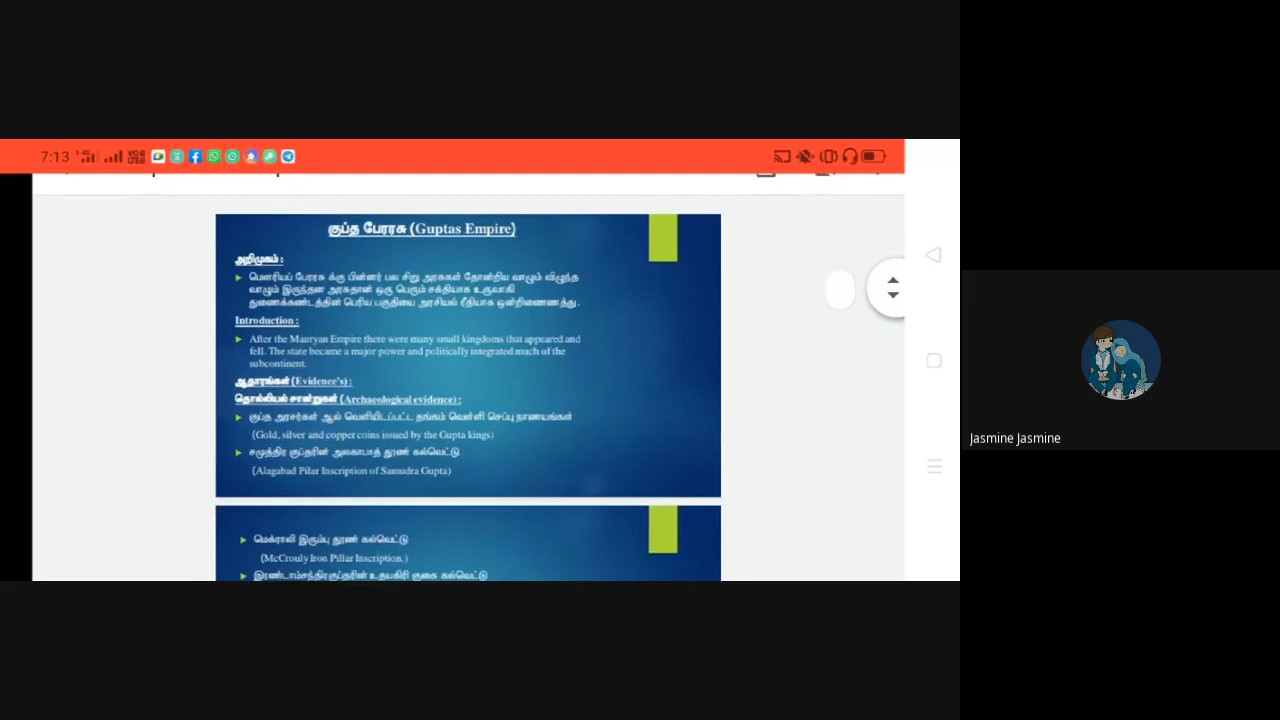 7:13
குப்த பேரரசு (Guptas Empire)
அறிமுகம் :
மௌரியப் பேரரசு க்கு பின்னர் பல சிறு அரசுகள் தோன்றிய வாழும் விழுந்த
வாழும் இருந்தன அரசுதான் ஒரு பெரும் சக்தியாக உருவாகி
துணைக்கண்டத்தின் பெரிய பகுதியை அரசியல் ரீதியாக ஒன்றிணைணத்து.
Introduction :
After the Mauryan Empire there were many small kingdoms that appeared and
fell. The state became a major power and politically integrated much of the
subcontinent.
ஆதாரங்கள் (Evidence's) :
தொல்லியல் சான்றுகள் (Archaeological evidence) :
குப்த அரசர்கள் ஆல் வெளியிடப்பட்ட தங்கம் வெள்ளி செப்பு நாணயங்கள்
(Gold, silver and copper coins issued by the Gupta kings)
சமுத்திர குப்தரின் அலகாபாத் தூண் கல்வெட்டு
(Alagabad Pilar Inscription of Samudra Gupta)
மெக்ராலி இரும்பு தூண் கல்வெட்டு
(McCrouly Iron Pillar Inscription.)
இரண்டாம்சந்திரகுப்தரின் உதயகிரி குகை கல்வெட்டு
Jasmine Jasmine